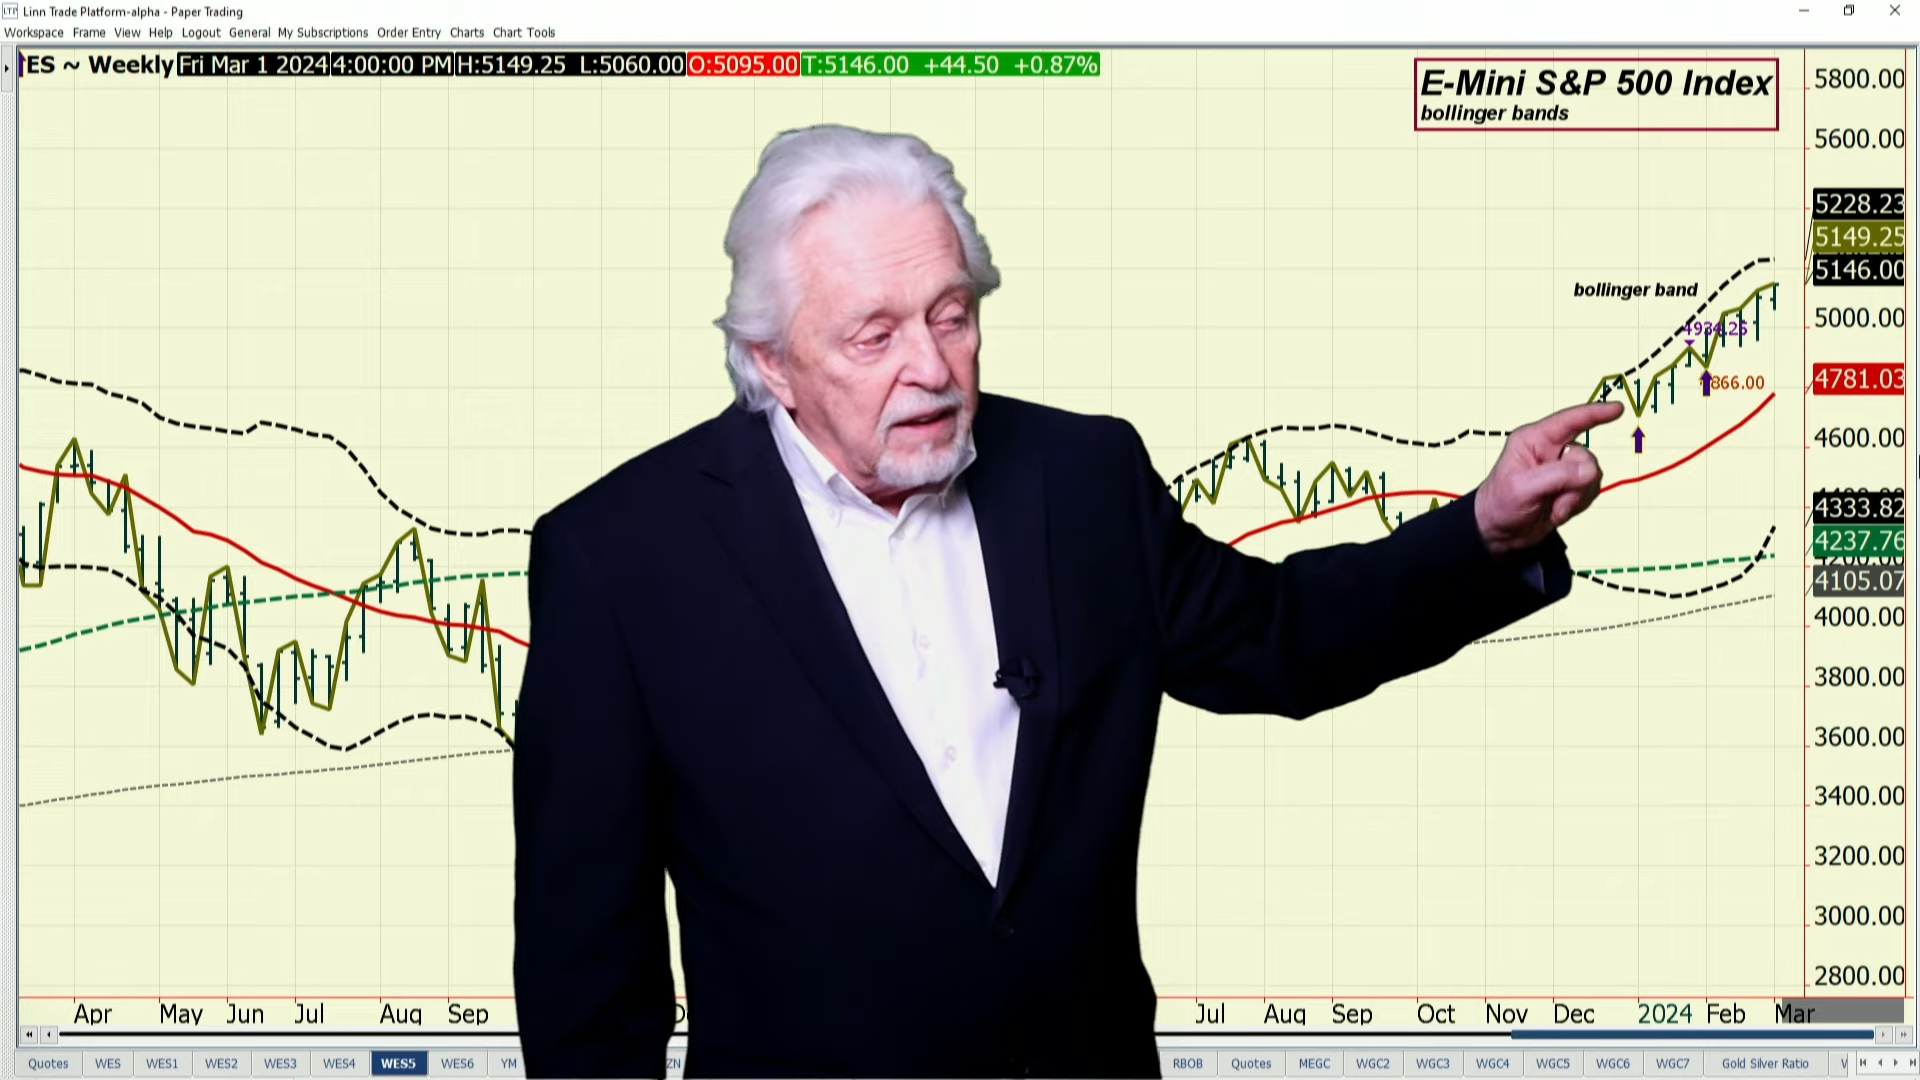 Linn Trade Platform-alpha - Paper Trading
Workspace Frame View Help Logout General My Subscriptions Order Entry Charts Chart Tools
ES ~ Weekly Fri Mar 1 2024 4:00:00 PM H:5149.25 L:5060.00 O:5095.00 T:5146.00 +44.50 +0.87%
E-Mini S&P 500 Index
bollinger bands
5800.00
5600.00
5228.23
5149.25
5146.00
bollinger band
5000.00
4934.25
4781.03
866.00
4600.00
4333.82
4237.76
4105.07
4000.00
3800.00
3600.00
3400.00
3200.00
3000.00
2800.00
Apr May Jun Jul Aug Sep Jul Aug Sep Oct Nov Dec 2024 Feb Mar
Quotes WES WES1 WES2 WES3 WES4 WES5 WES6 YM ZN RBOB Quotes MEGC WGC2 WGC3 WGC4 WGC5 WGC6 WGC7 Gold Silver Ratio